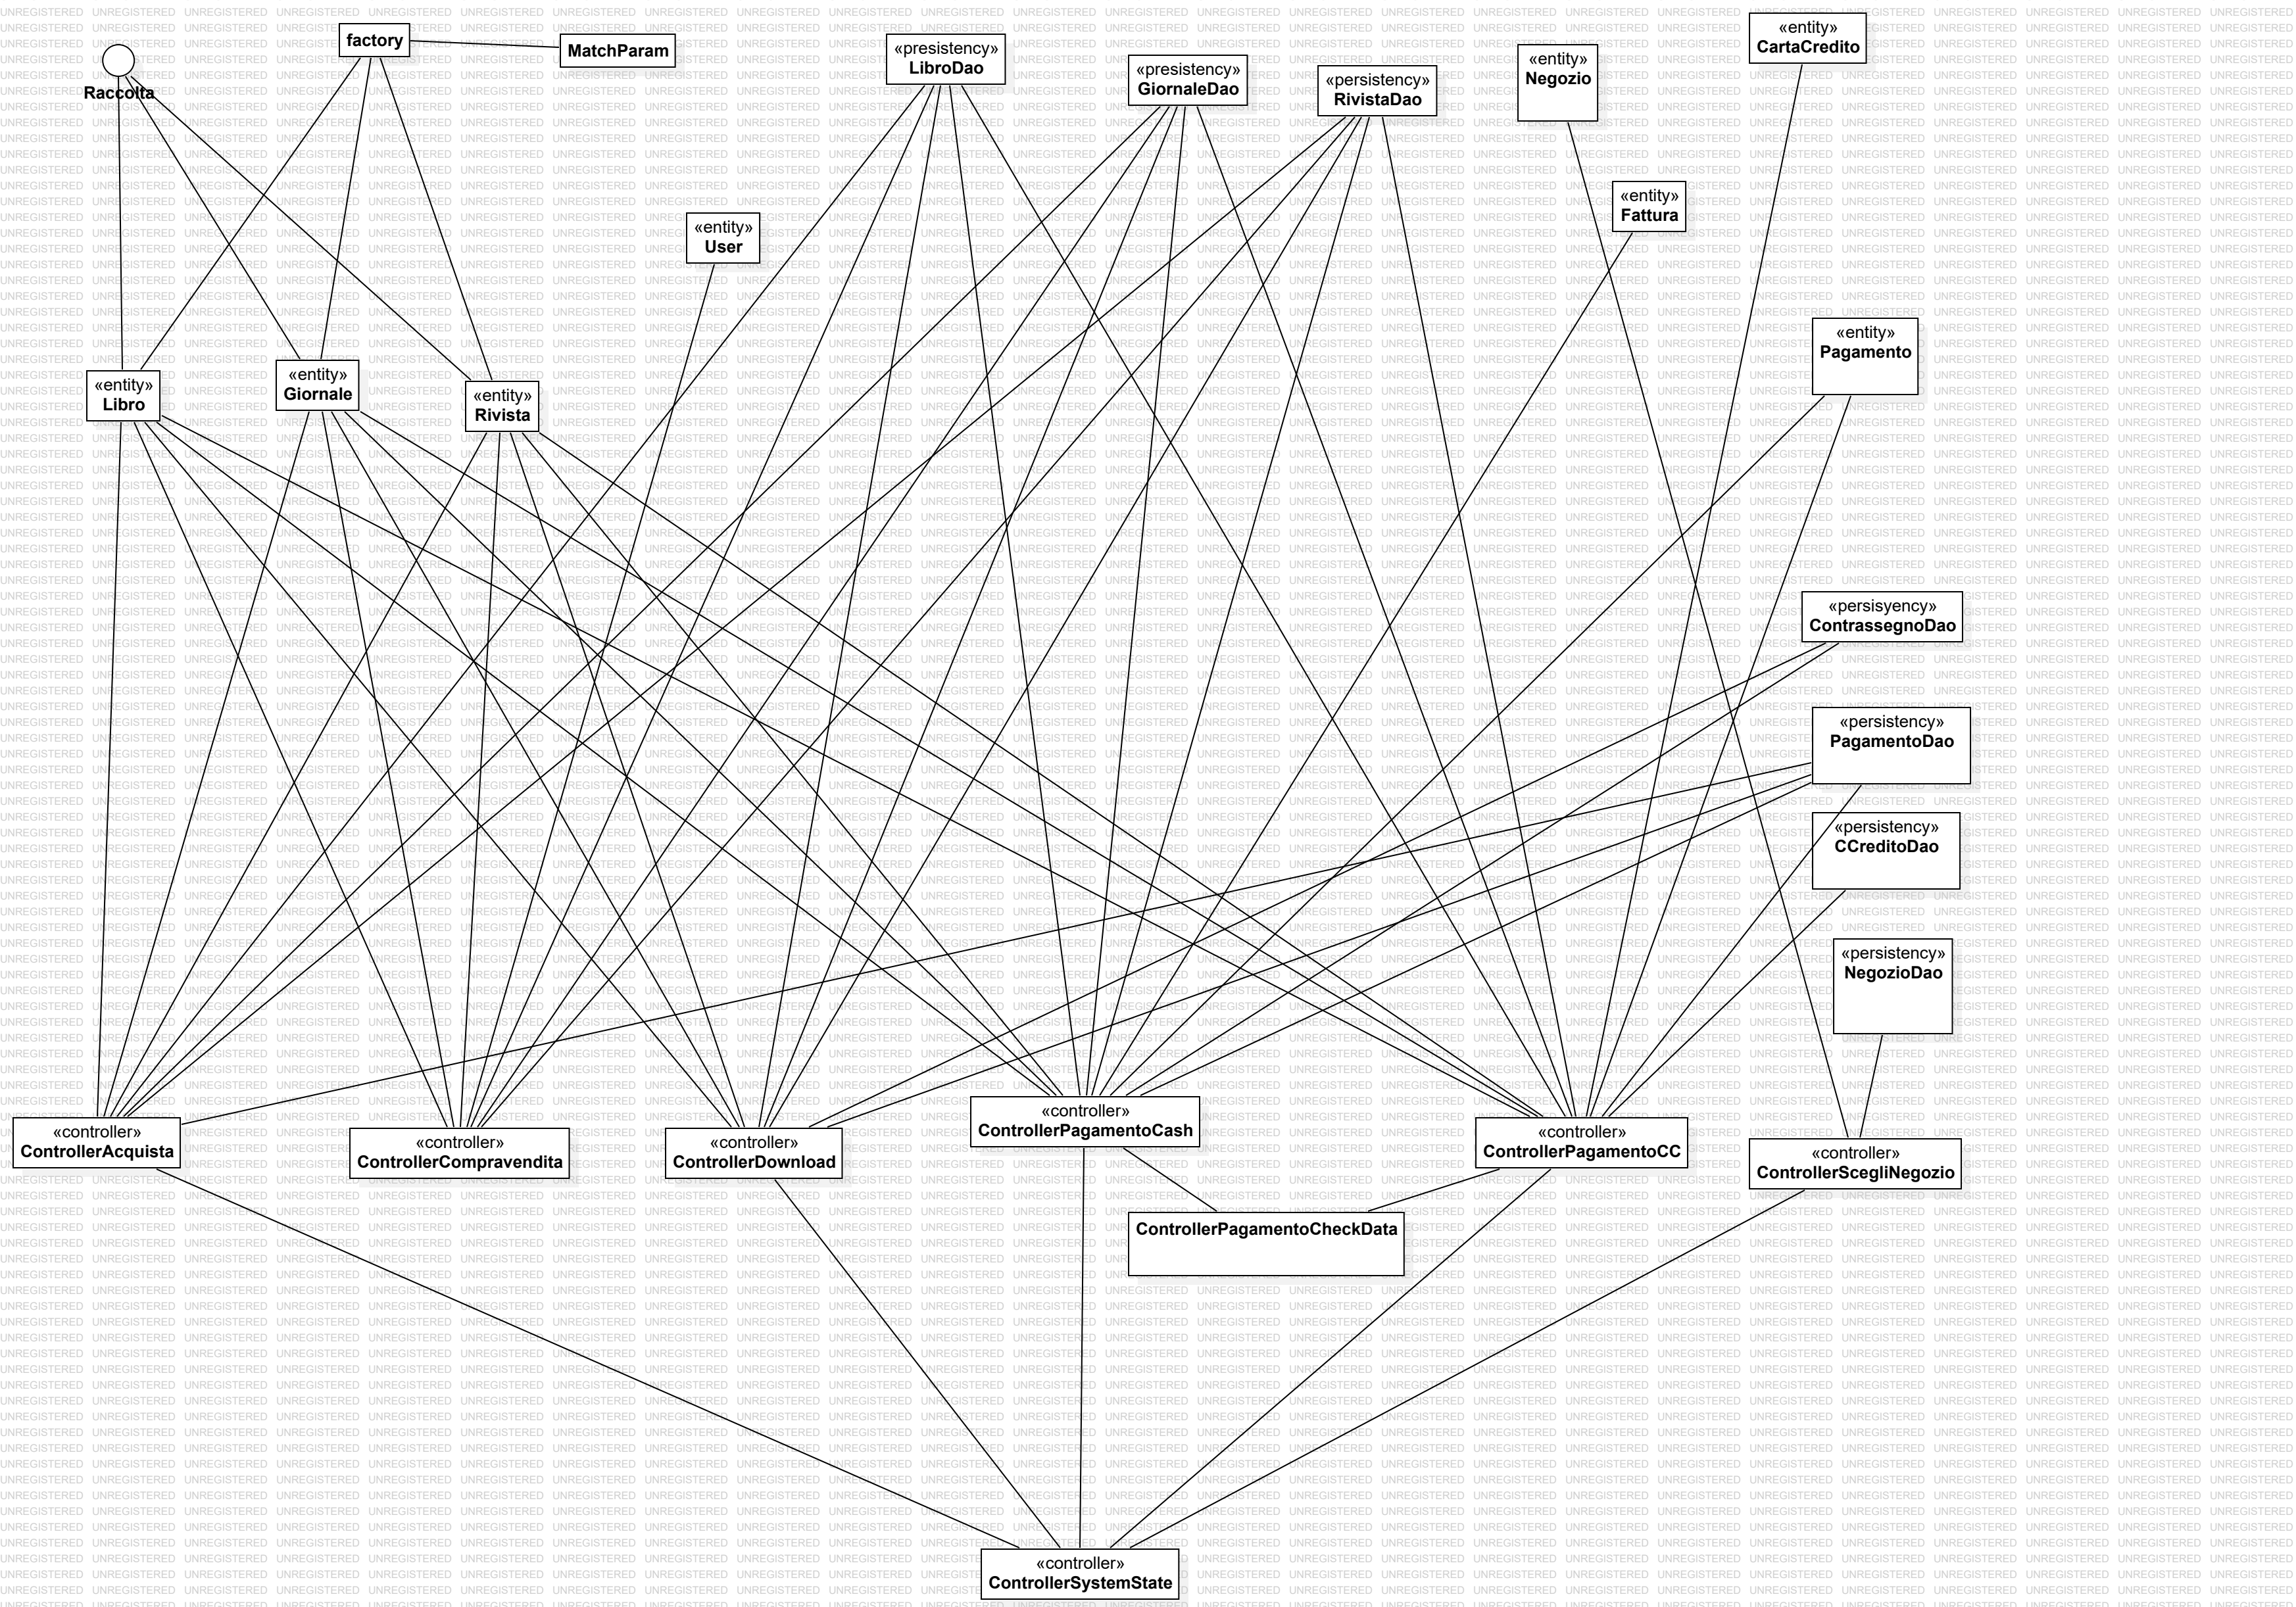 «entity»
CartaCredito
factory
MatchParam
«presistency»
LibroDao
«entity»
Negozio
«presistency»
GiornaleDao
«persistency»
RivistaDao
Raccolta
«entity»
Fattura
«entity»
User
«entity»
Pagamento
«entity»
Libro
«entity»
Giornale
«entity»
Rivista
«persisyency»
ContrassegnoDao
«persistency»
PagamentoDao
«persistency»
CCreditoDao
«persistency»
NegozioDao
«controller»
ControllerAcquista
«controller»
ControllerCompravendita
«controller»
ControllerDownload
«controller»
ControllerPagamentoCash
«controller»
ControllerPagamentoCC
«controller»
ControllerScegliNegozio
ControllerPagamentoCheckData
«controller»
ControllerSystemState
UNREGISTERED